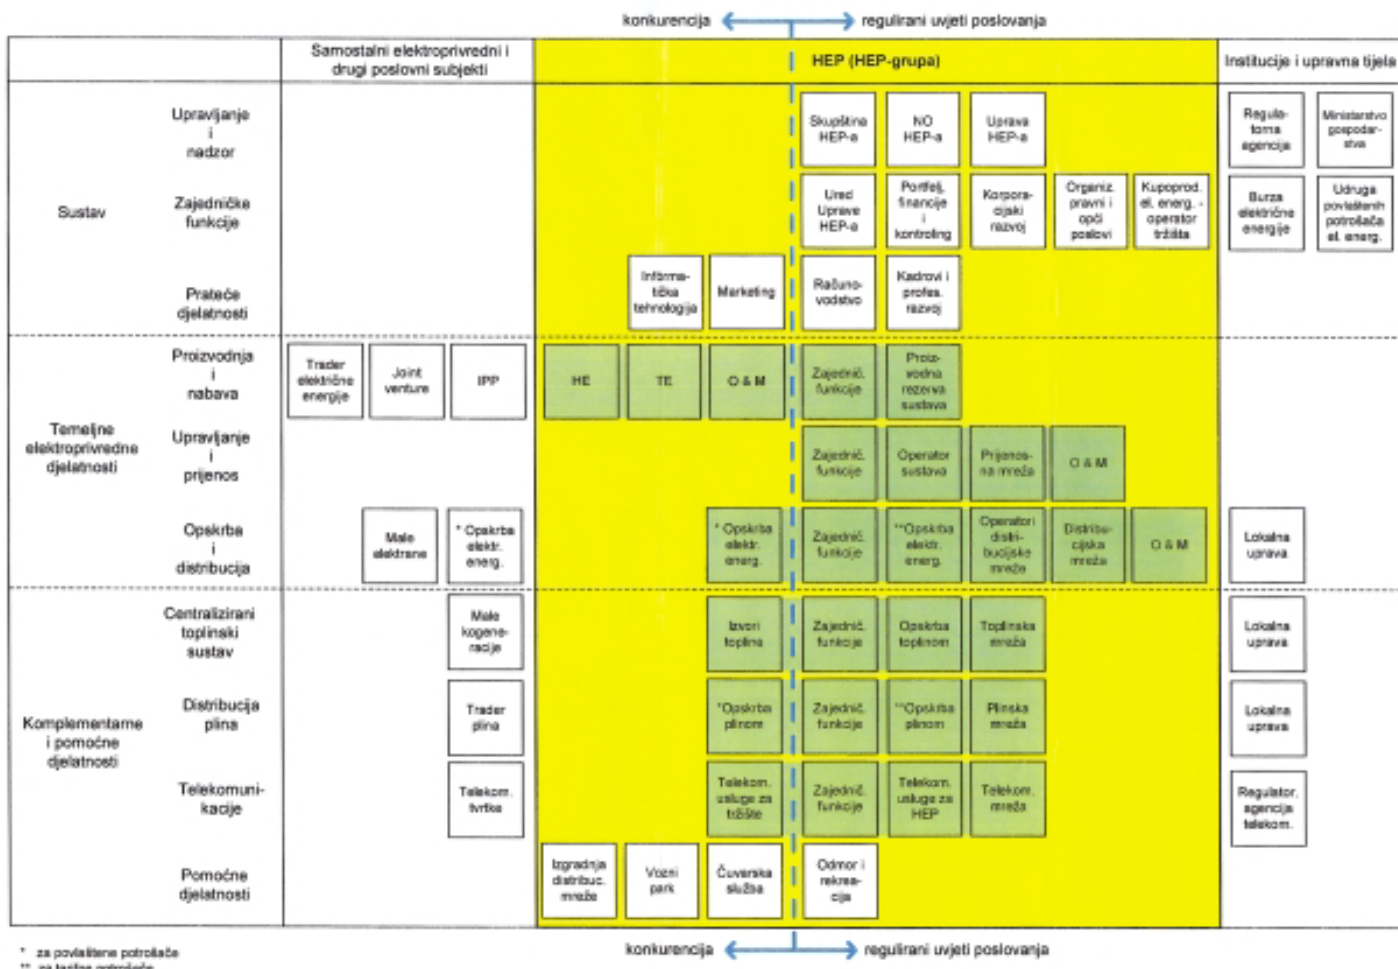 konkurencija
regulirani uvjeti poslovanja
Samostalni elektroprivredni i
drugi poslovni subjekti
HEP (HEP-grupa)
Institucije i upravna tijela
Sustav
Upravljanje
i
nadzor
Skupština
HEP-a
NO
HEP-a
Uprava
HEP-a
Regula-
torna
agencija
Ministarstvo
gospodar-
stva
Zajedničke
funkcije
Ured
Uprave
HEP-a
Portfelj,
financije
i
kontroling
Korpora-
cijski
razvoj
Organiz.
pravni i
opći
poslovi
Kupoprod.
el. energ. -
operator
tržišta
Burza
električne
energije
Udruga
povlaštenih
potrošača
el. energ.
Prateće
djelatnosti
Informa-
tička
tehnologija
Marketing
Računo-
vodstvo
Kadrovi i
profes.
razvoj
Temeljne
elektroprivredne
djelatnosti
Proizvodnja
i
nabava
Trader
električne
energije
Joint
venture
IPP
HE
TE
O & M
Zajednič.
funkcije
Proiz-
vodna
rezerva
sustava
Upravljanje
i
prijenos
Zajednič.
funkcije
Operator
sustava
Prijenos-
na mreža
O & M
Opskrba
i
distribucija
Male
elektrane
* Opskrba
elektr.
energ.
* Opskrba
elektr.
energ.
Zajednič.
funkcije
**Opskrba
elektr.
energ.
Operatori
distri-
bucijske
mreže
Distribu-
cijska
mreža
O & M
Lokalna
uprava
Komplementarne
i pomoćne
djelatnosti
Centralizirani
toplinski
sustav
Male
kogene-
racije
Izvori
topline
Zajednič.
funkcije
Opskrba
toplinom
Toplinska
mreža
Lokalna
uprava
Distribucija
plina
Trader
plina
*Opskrba
plinom
Zajednič.
funkcije
**Opskrba
plinom
Plinska
mreža
Lokalna
uprava
Telekomuni-
kacije
Telekom.
tvrtke
Telekom.
usluge za
tržište
Zajednič.
funkcije
Telekom.
usluge za
HEP
Telekom.
mreža
Regulator.
agencija
telekom.
Pomoćne
djelatnosti
Izgradnja
distribuc.
mreže
Vozni
park
Čuvarska
služba
Odmor i
rekrea-
cija
konkurencija
regulirani uvjeti poslovanja
* za povlaštene potrošače
** za tarifne potrošače